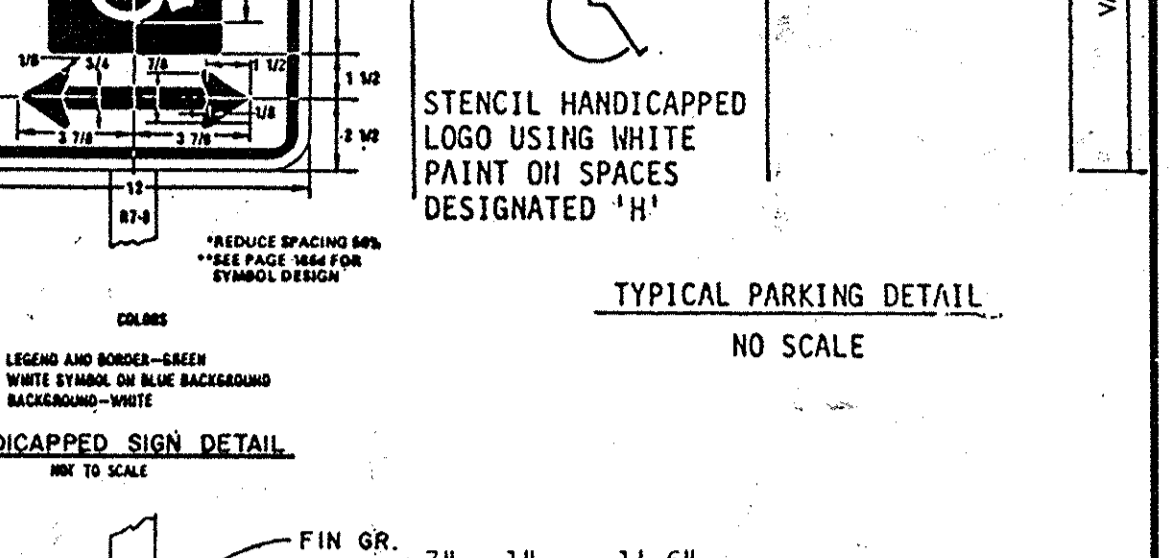 1/8 3/4 7/8 1 1/2
1 1/2
1/8
3 7/8 3 7/8
2 1/2
12
R7-8
*REDUCE SPACING 50%
**SEE PAGE FOR
SYMBOL DESIGN
COLORS
LEGEND AND BORDER—GREEN
WHITE SYMBOL ON BLUE BACKGROUND
BACKGROUND—WHITE
DICAPPED SIGN DETAIL
NOT TO SCALE
STENCIL HANDICAPPED
LOGO USING WHITE
PAINT ON SPACES
DESIGNATED 'H'
TYPICAL PARKING DETAIL
NO SCALE
FIN GR.